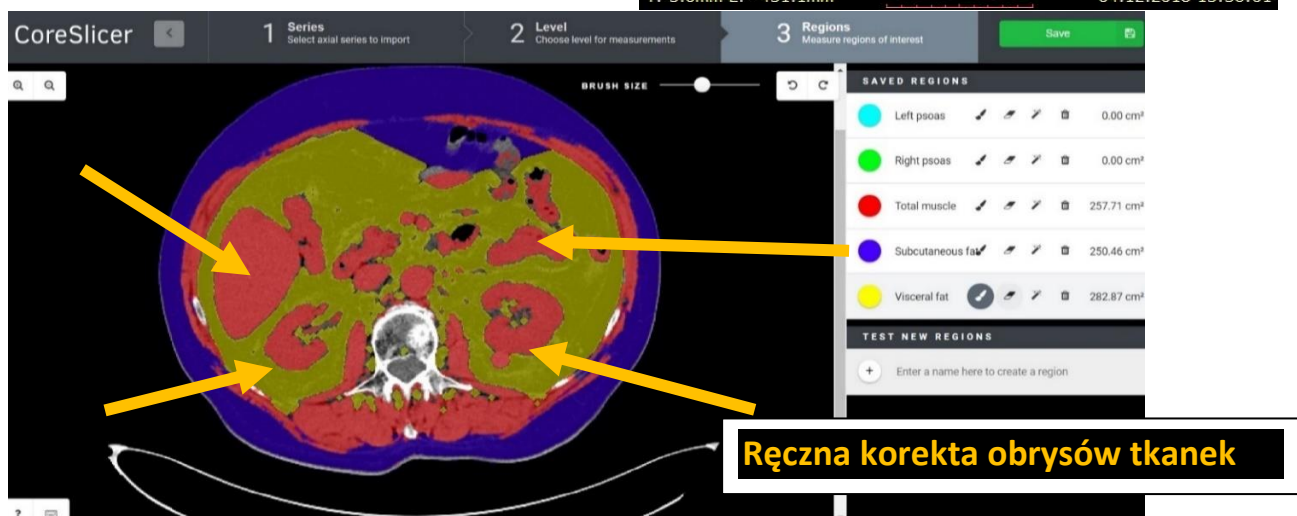 CoreSlicer
1 Series
Select axial series to import
2 Level
Choose level for measurements
3 Regions
Measure regions of interest
Save
BRUSH SIZE
SAVED REGIONS
Left psoas 0.00 cm²
Right psoas 0.00 cm²
Total muscle 257.71 cm²
Subcutaneous fat 250.46 cm²
Visceral fat 282.87 cm²
TEST NEW REGIONS
+ Enter a name here to create a region
Ręczna korekta obrysów tkanek
?